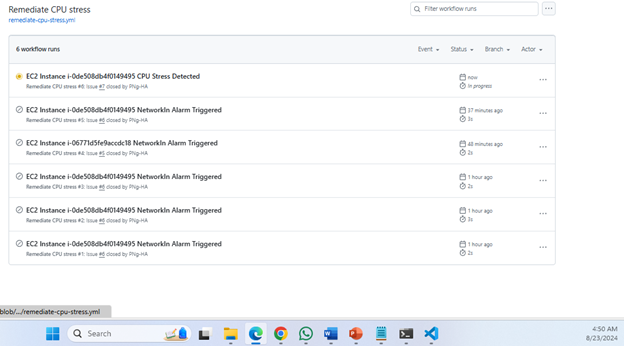 Remediate CPU stress
remediate-cpu-stress.yml
Filter workflow runs
6 workflow runs
Event Status Branch Actor
EC2 Instance i-0de508db4f0149495 CPU Stress Detected
Remediate CPU stress #6: Issue #7 closed by PNg-HA
now
In progress
EC2 Instance i-0de508db4f0149495 NetworkIn Alarm Triggered
Remediate CPU stress #5: Issue #6 closed by PNg-HA
37 minutes ago
3s
EC2 Instance i-06771d5fe9accdc18 NetworkIn Alarm Triggered
Remediate CPU stress #4: Issue #5 closed by PNg-HA
48 minutes ago
2s
EC2 Instance i-0de508db4f0149495 NetworkIn Alarm Triggered
Remediate CPU stress #3: Issue closed by PNg-HA
1 hour ago
2s
EC2 Instance i-0de508db4f0149495 NetworkIn Alarm Triggered
Remediate CPU stress #2: Issue closed by PNg-HA
1 hour ago
3s
EC2 Instance i-0de508db4f0149495 NetworkIn Alarm Triggered
Remediate CPU stress #1: Issue closed by PNg-HA
1 hour ago
2s
blob/.../remediate-cpu-stress.yml
Search
4:50 AM
8/23/2024